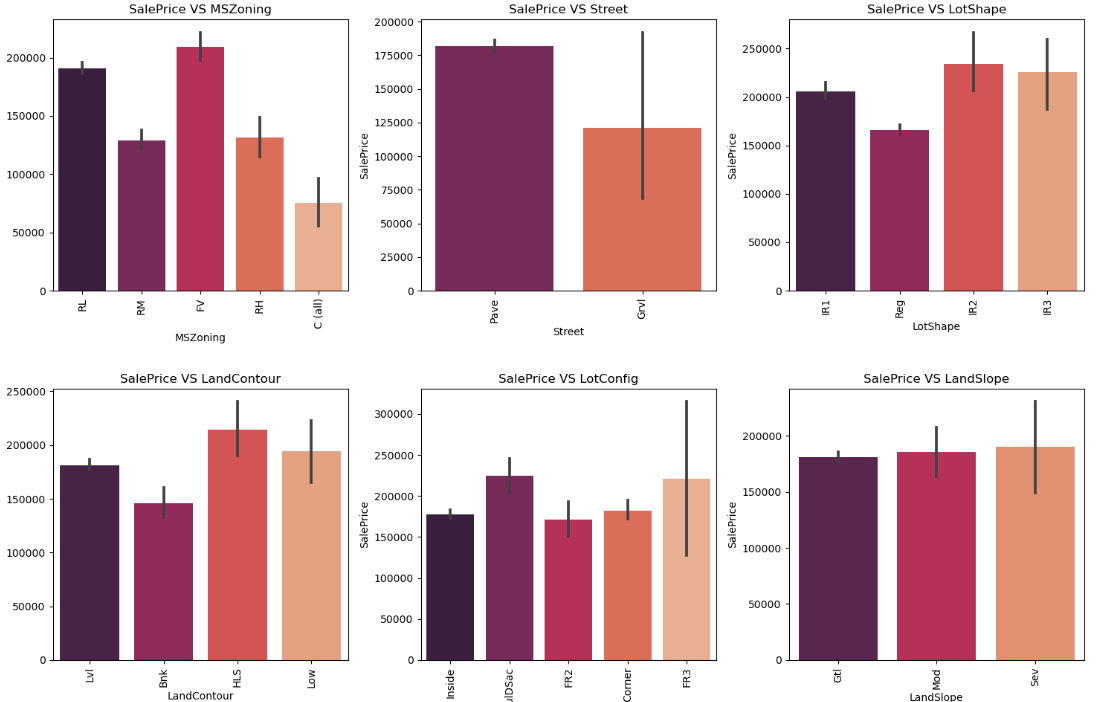 SalePrice VS MSZoning
200000
150000
100000
50000
0
RL
RM
FV
RH
C (all)
MSZoning
SalePrice VS Street
SalePrice
200000
175000
150000
125000
100000
75000
50000
25000
0
Pave
Grvl
Street
SalePrice VS LotShape
SalePrice
250000
200000
150000
100000
50000
0
IR1
Reg
IR2
IR3
LotShape
SalePrice VS LandContour
250000
200000
150000
100000
50000
0
Lvl
Bnk
HLS
Low
LandContour
SalePrice VS LotConfig
SalePrice
300000
250000
200000
150000
100000
50000
0
Inside
ulDSac
FR2
Corner
FR3
SalePrice VS LandSlope
SalePrice
200000
150000
100000
50000
0
Gtl
Mod
Sev
LandSlope